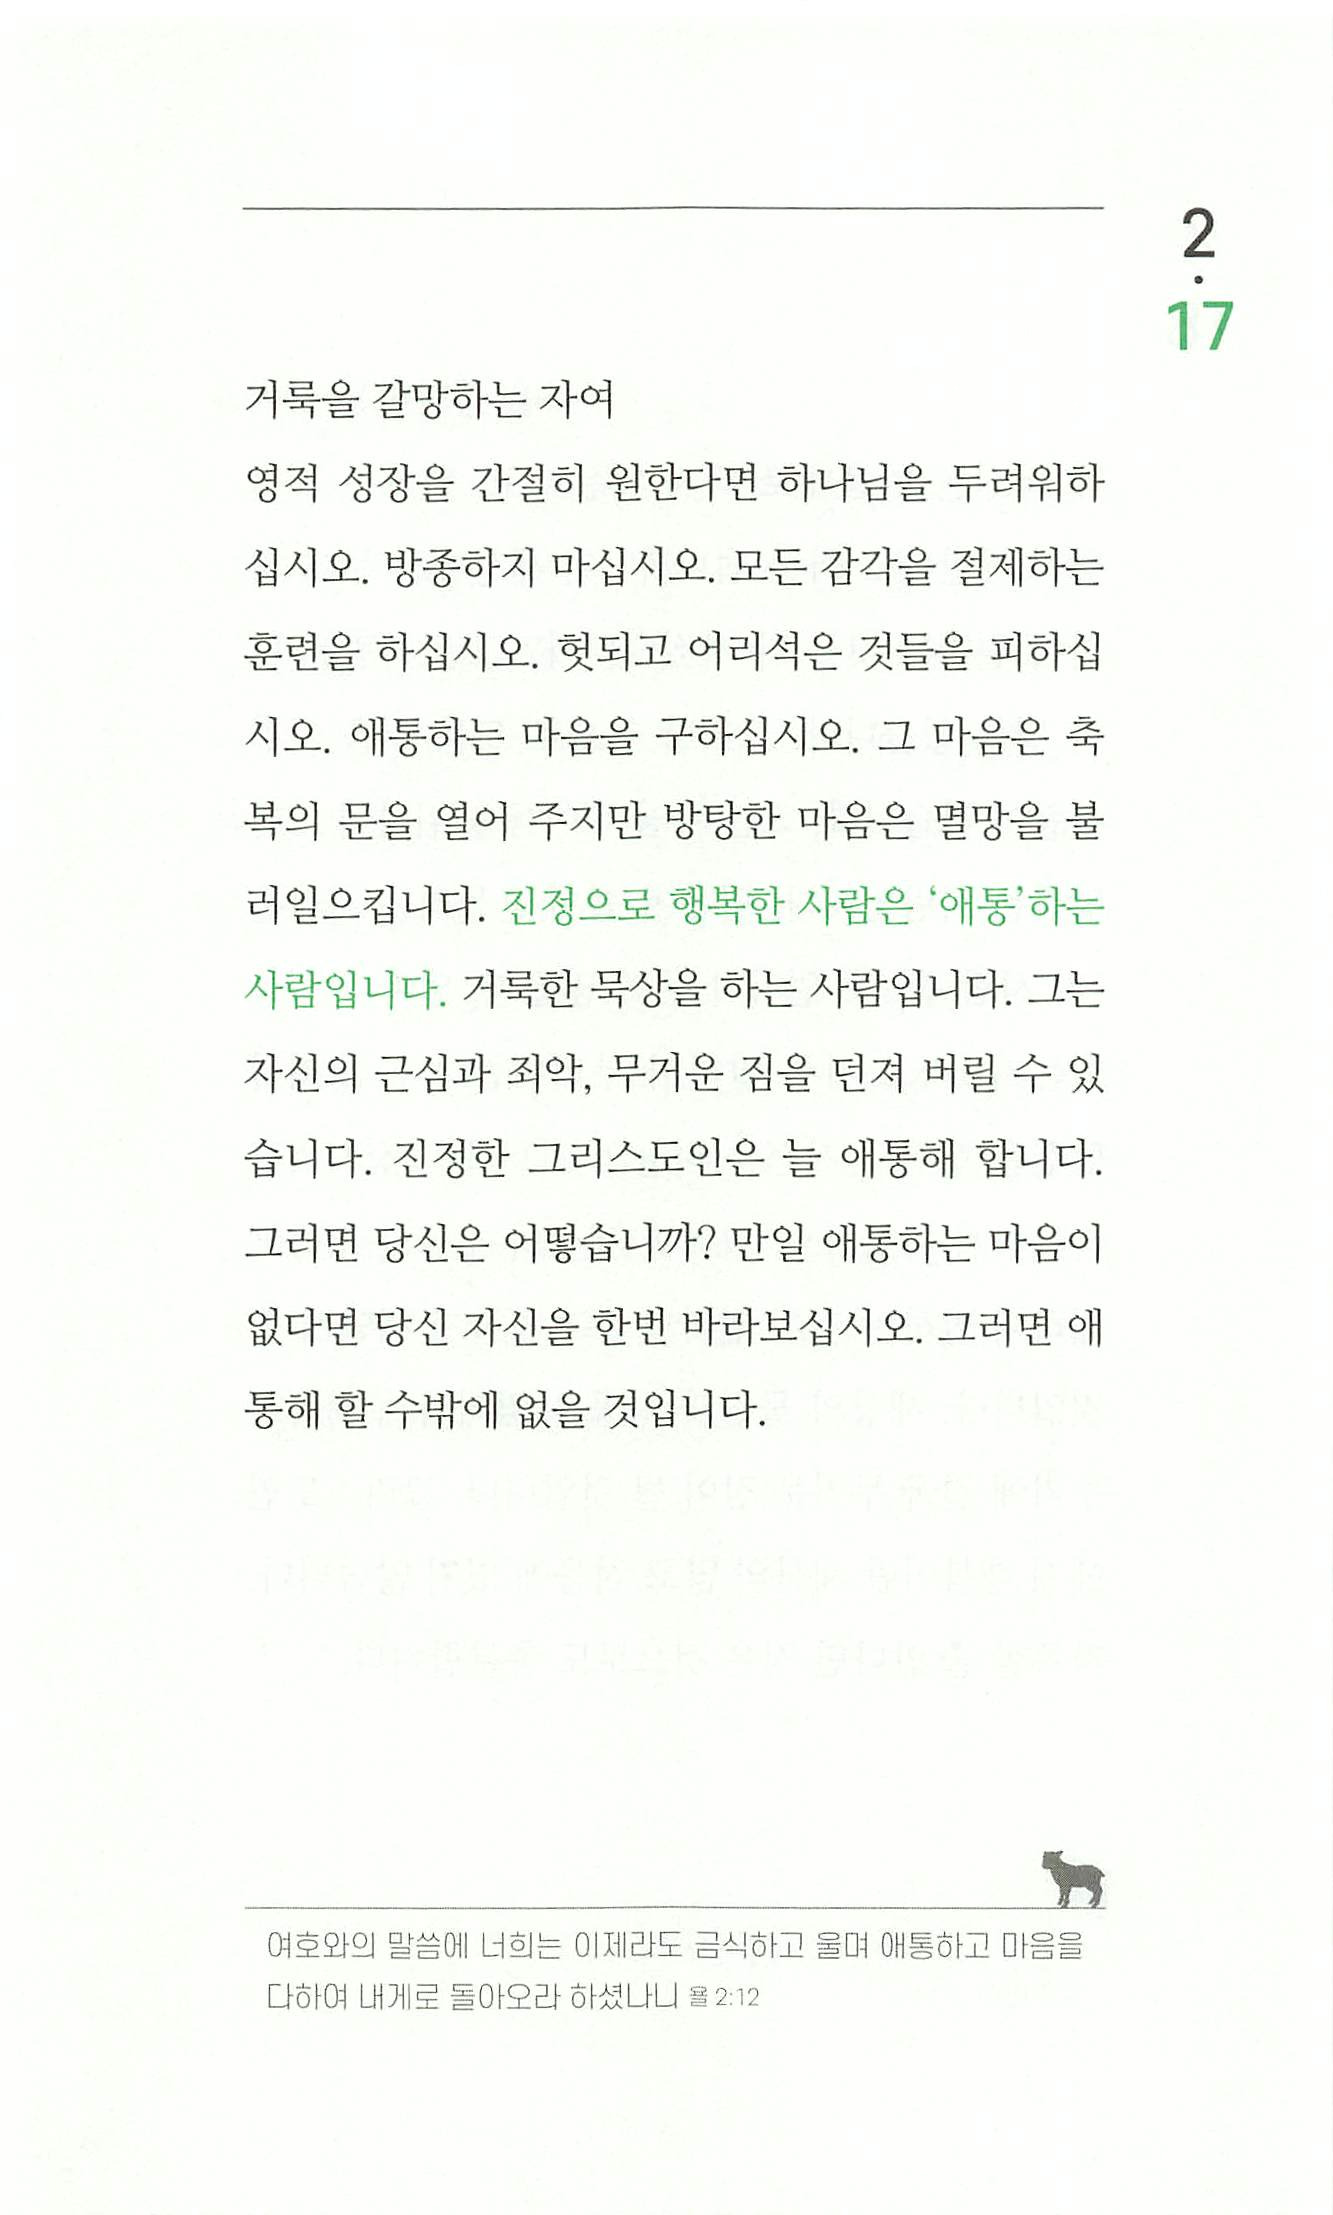 2
·
17
거룩을 갈망하는 자여
영적 성장을 간절히 원한다면 하나님을 두려워하
십시오. 방종하지 마십시오. 모든 감각을 절제하는
훈련을 하십시오. 헛되고 어리석은 것들을 피하십
시오. 애통하는 마음을 구하십시오. 그 마음은 축
복의 문을 열어 주지만 방탕한 마음은 멸망을 불
러일으킵니다. 진정으로 행복한 사람은 ‘애통’하는
사람입니다. 거룩한 묵상을 하는 사람입니다. 그는
자신의 근심과 죄악, 무거운 짐을 던져 버릴 수 있
습니다. 진정한 그리스도인은 늘 애통해 합니다.
그러면 당신은 어떻습니까? 만일 애통하는 마음이
없다면 당신 자신을 한번 바라보십시오. 그러면 애
통해 할 수밖에 없을 것입니다.
여호와의 말씀에 너희는 이제라도 금식하고 울며 애통하고 마음을
다하여 내게로 돌아오라 하셨나니 욜 2:12